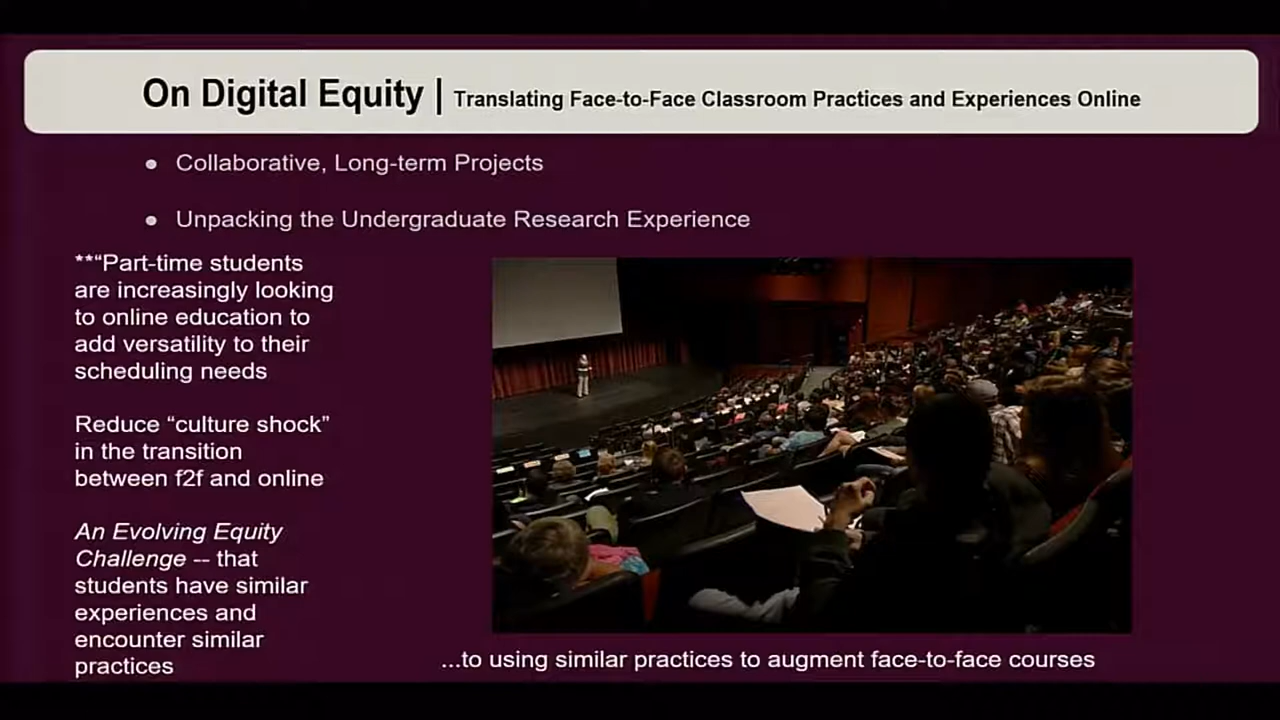 On Digital Equity | Translating Face-to-Face Classroom Practices and Experiences Online
● Collaborative, Long-term Projects
● Unpacking the Undergraduate Research Experience
**“Part-time students
are increasingly looking
to online education to
add versatility to their
scheduling needs
Reduce “culture shock”
in the transition
between f2f and online
An Evolving Equity
Challenge -- that
students have similar
experiences and
encounter similar
practices
...to using similar practices to augment face-to-face courses